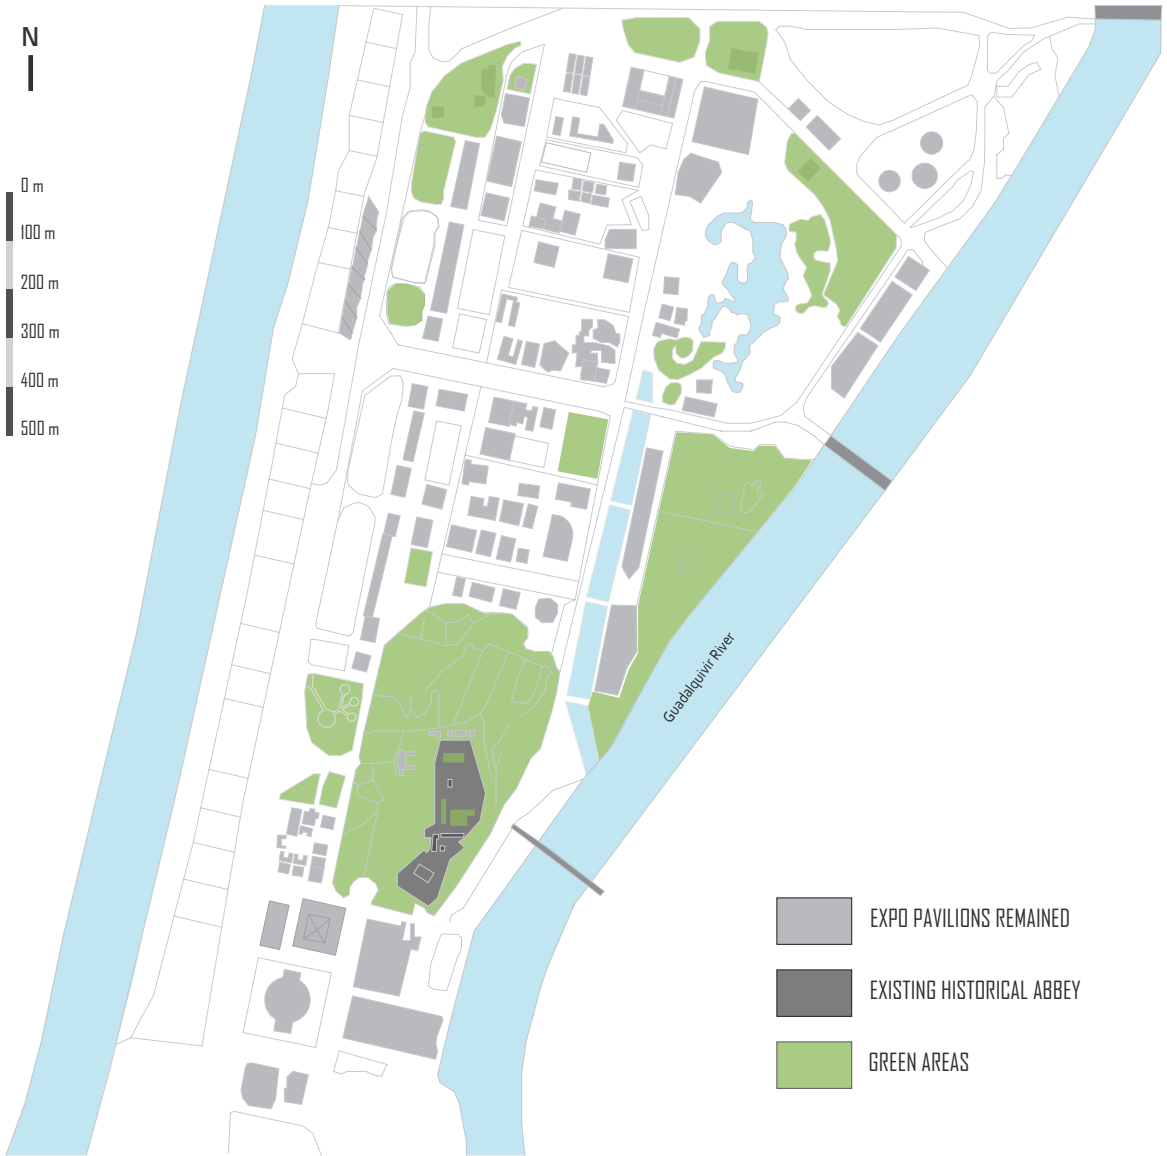 N
0 m
100 m
200 m
300 m
400 m
500 m
Guadalquivir River
EXPO PAVILIONS REMAINED
EXISTING HISTORICAL ABBEY
GREEN AREAS